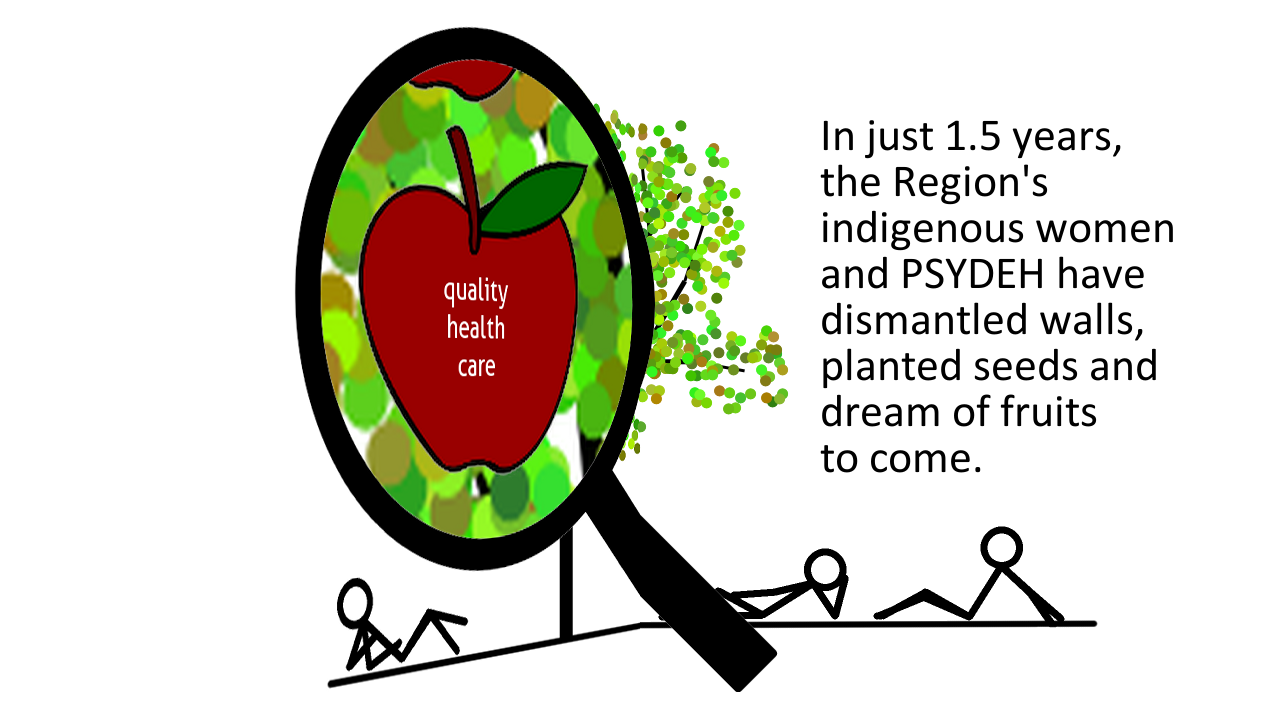 quality
health
care
In just 1.5 years,
the Region's
indigenous women
and PSYDEH have
dismantled walls,
planted seeds and
dream of fruits
to come.